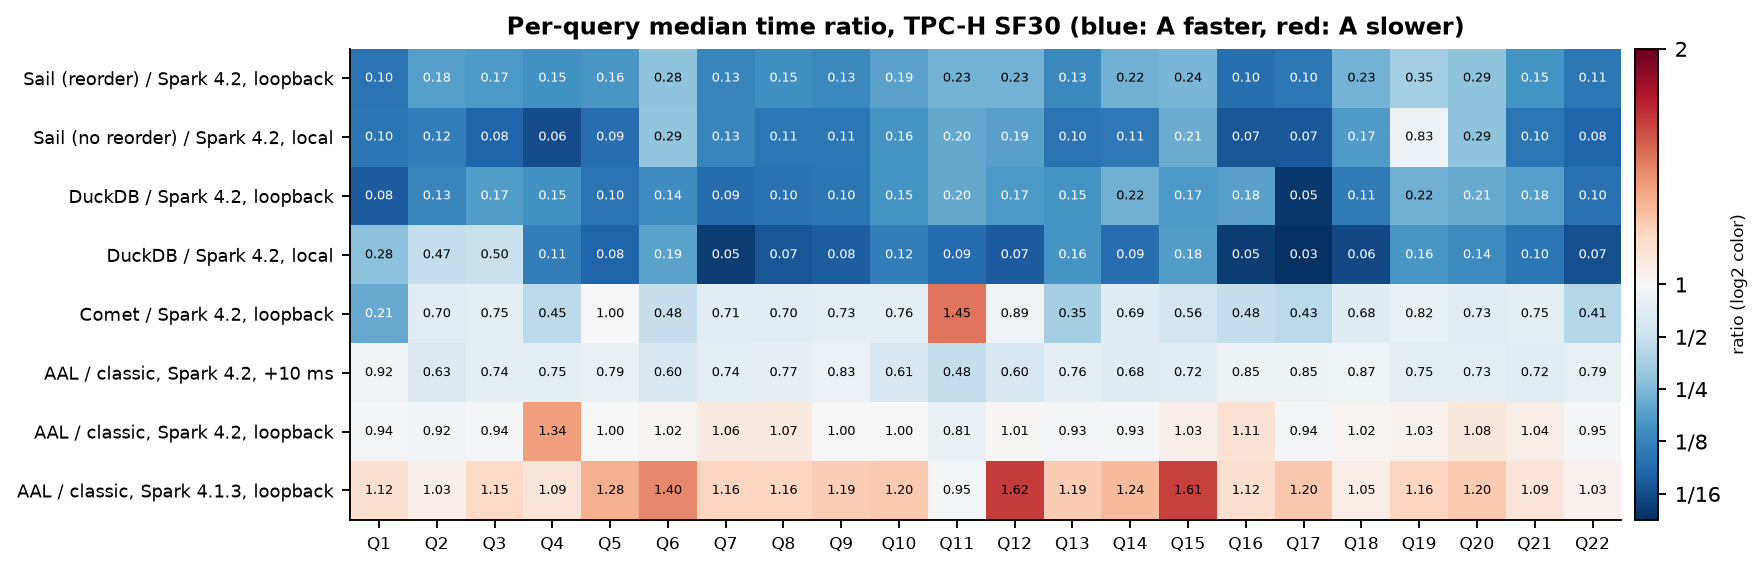 Per-query median time ratio, TPC-H SF30 (blue: A faster, red: A slower)
Sail (reorder) / Spark 4.2, loopback 0.10 0.18 0.17 0.15 0.16 0.28 0.13 0.15 0.13 0.19 0.23 0.23 0.13 0.22 0.24 0.10 0.10 0.23 0.35 0.29 0.15 0.11
Sail (no reorder) / Spark 4.2, local 0.10 0.12 0.08 0.06 0.09 0.29 0.13 0.11 0.11 0.16 0.20 0.19 0.10 0.11 0.21 0.07 0.07 0.17 0.83 0.29 0.10 0.08
DuckDB / Spark 4.2, loopback 0.08 0.13 0.17 0.15 0.10 0.14 0.09 0.10 0.10 0.15 0.20 0.17 0.15 0.22 0.17 0.18 0.05 0.11 0.22 0.21 0.18 0.10
DuckDB / Spark 4.2, local 0.28 0.47 0.50 0.11 0.08 0.19 0.05 0.07 0.08 0.12 0.09 0.07 0.16 0.09 0.18 0.05 0.03 0.06 0.16 0.14 0.10 0.07
Comet / Spark 4.2, loopback 0.21 0.70 0.75 0.45 1.00 0.48 0.71 0.70 0.73 0.76 1.45 0.89 0.35 0.69 0.56 0.48 0.43 0.68 0.82 0.73 0.75 0.41
AAL / classic, Spark 4.2, +10 ms 0.92 0.63 0.74 0.75 0.79 0.60 0.74 0.77 0.83 0.61 0.48 0.60 0.76 0.68 0.72 0.85 0.85 0.87 0.75 0.73 0.72 0.79
AAL / classic, Spark 4.2, loopback 0.94 0.92 0.94 1.34 1.00 1.02 1.06 1.07 1.00 1.00 0.81 1.01 0.93 0.93 1.03 1.11 0.94 1.02 1.03 1.08 1.04 0.95
AAL / classic, Spark 4.1.3, loopback 1.12 1.03 1.15 1.09 1.28 1.40 1.16 1.16 1.19 1.20 0.95 1.62 1.19 1.24 1.61 1.12 1.20 1.05 1.16 1.20 1.09 1.03
Q1 Q2 Q3 Q4 Q5 Q6 Q7 Q8 Q9 Q10 Q11 Q12 Q13 Q14 Q15 Q16 Q17 Q18 Q19 Q20 Q21 Q22
2
1
1/2
1/4
1/8
1/16
ratio (log2 color)